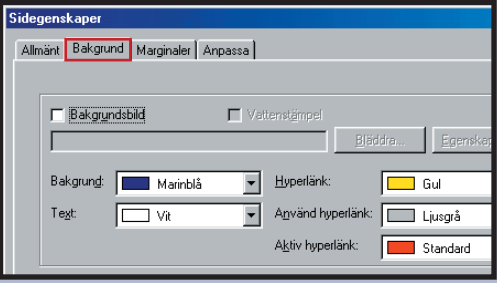 Sidegenskaper
Allmänt Bakgrund Marginaler Anpassa
Bakgrundsbild Vattenstämpel
Bläddra...
Bakgrund: Marinblå Hyperlänk: Gul
Text: Vit Använd hyperlänk: Ljusgrå
Aktiv hyperlänk: Standard